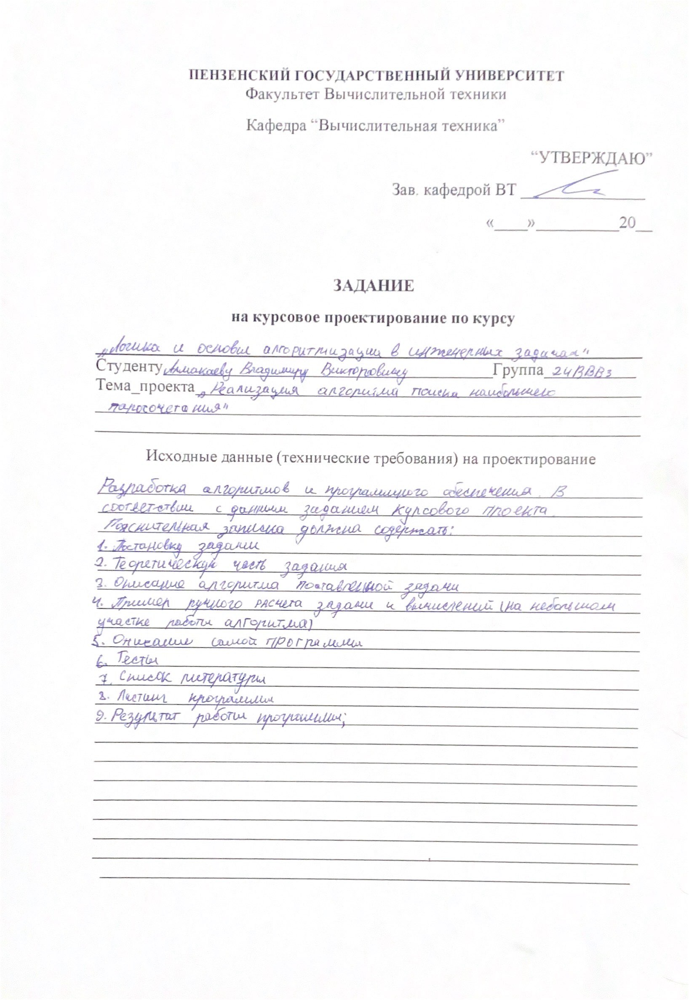 ПЕНЗЕНСКИЙ ГОСУДАРСТВЕННЫЙ УНИВЕРСИТЕТ
Факультет Вычислительной техники
Кафедра “Вычислительная техника”
“УТВЕРЖДАЮ”
Зав. кафедрой ВТ ____________
«____»__________20__
ЗАДАНИЕ
на курсовое проектирование по курсу
„Логика и основы алгоритмизации в инженерных задачах“
Студенту Алмакаеву Владимиру Викторовичу Группа 24ВВВ3
Тема_проекта „Реализация алгоритма поиска наибольшего
паросочетания“
Исходные данные (технические требования) на проектирование
Разработка алгоритмов и программного обеспечения. В
соответствии с данным заданием курсового проекта.
Пояснительная записка должна содержать:
1. Постановку задачи
2. Теоретическую часть задания
3. Описание алгоритма поставленной задачи
4. Пример ручного расчета задачи и вычислений (на небольшом
участке работы алгоритма)
5. Описание самой программы
6. Тесты
7. Список литературы
8. Листинг программы
9. Результат работы программы;